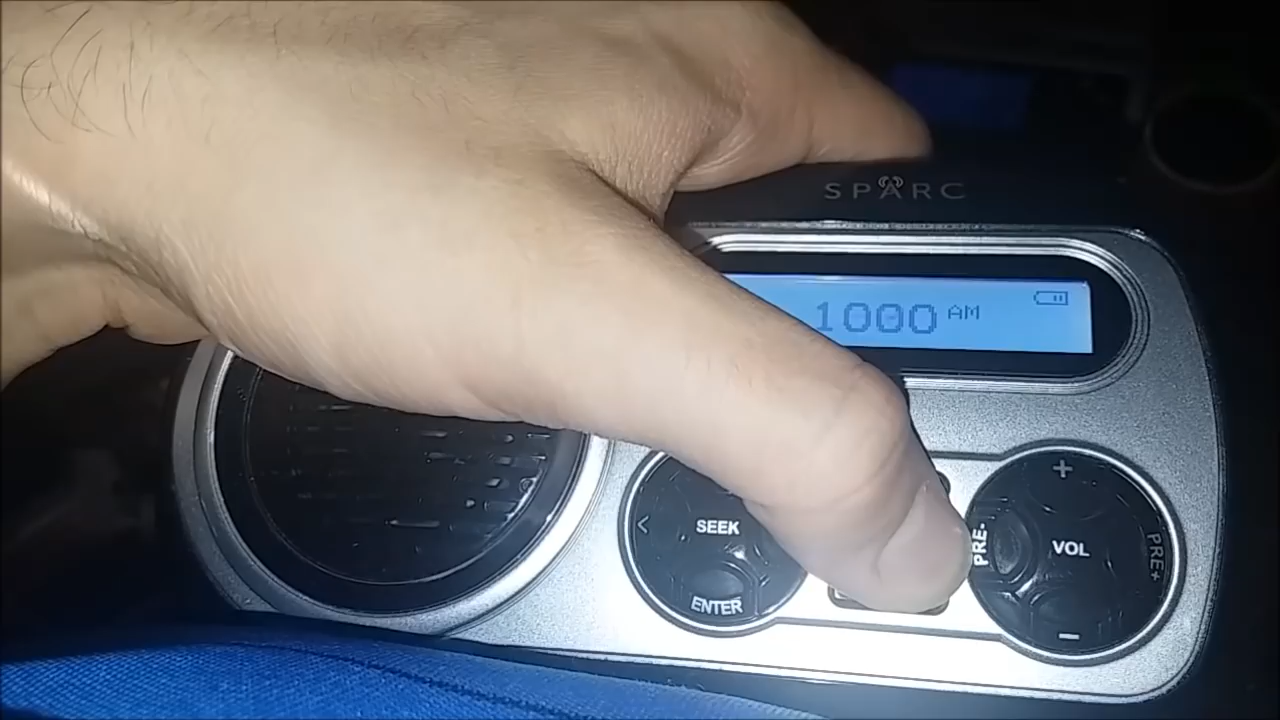 SPARC
1000 AM
+
< SEEK
PRE-
VOL
PRE+
ENTER
-